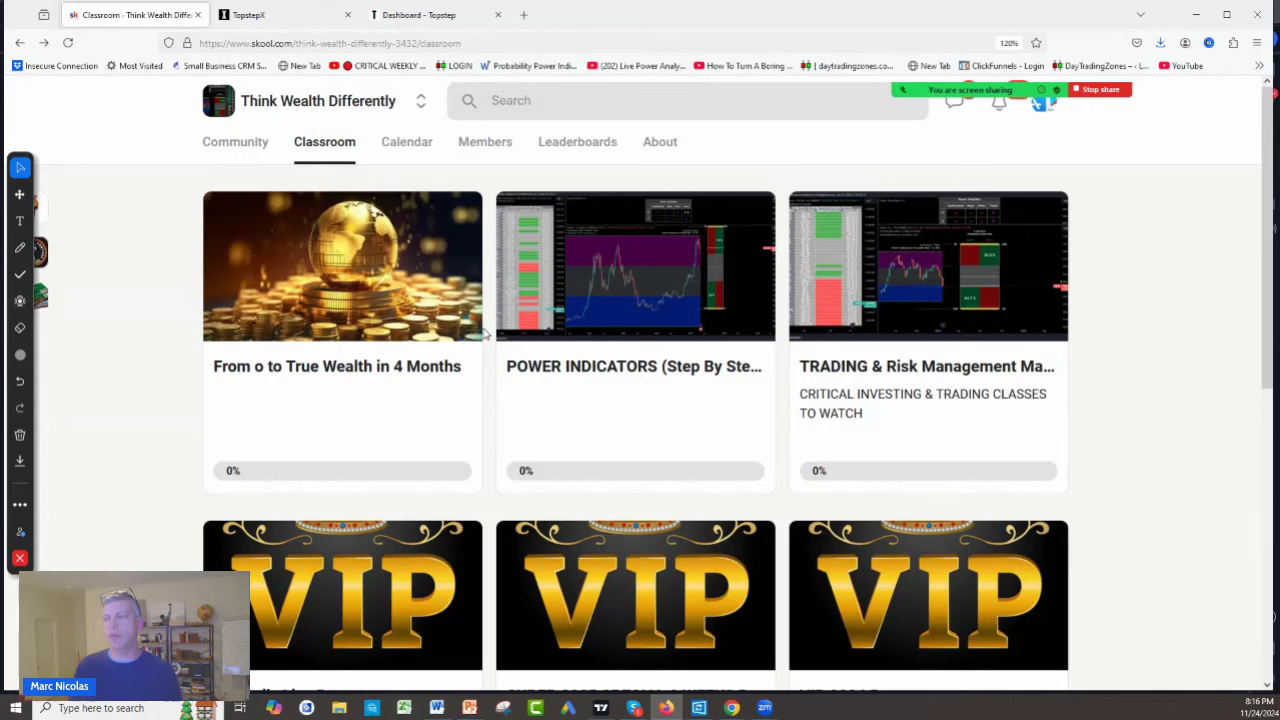 Classroom - Think Wealth Diffe
TopstepX
Dashboard - Topstep
https://www.skool.com/think-wealth-differently-3432/classroom
120%
Insecure Connection
Most Visited
Small Business CRM S...
New Tab
CRITICAL WEEKLY ...
LOGIN
Probability Power Indi...
(202) Live Power Analy...
How To Turn A Boring ...
| daytradingzones.co...
New Tab
ClickFunnels - Login
DayTradingZones – ‹ L...
YouTube
Think Wealth Differently
Search
You are screen sharing
Stop share
Community
Classroom
Calendar
Members
Leaderboards
About
From o to True Wealth in 4 Months
POWER INDICATORS (Step By Ste...
TRADING & Risk Management Ma...
CRITICAL INVESTING & TRADING CLASSES
TO WATCH
0%
0%
0%
VIP
VIP
VIP
Marc Nicolas
Type here to search
8:16 PM
11/24/2024